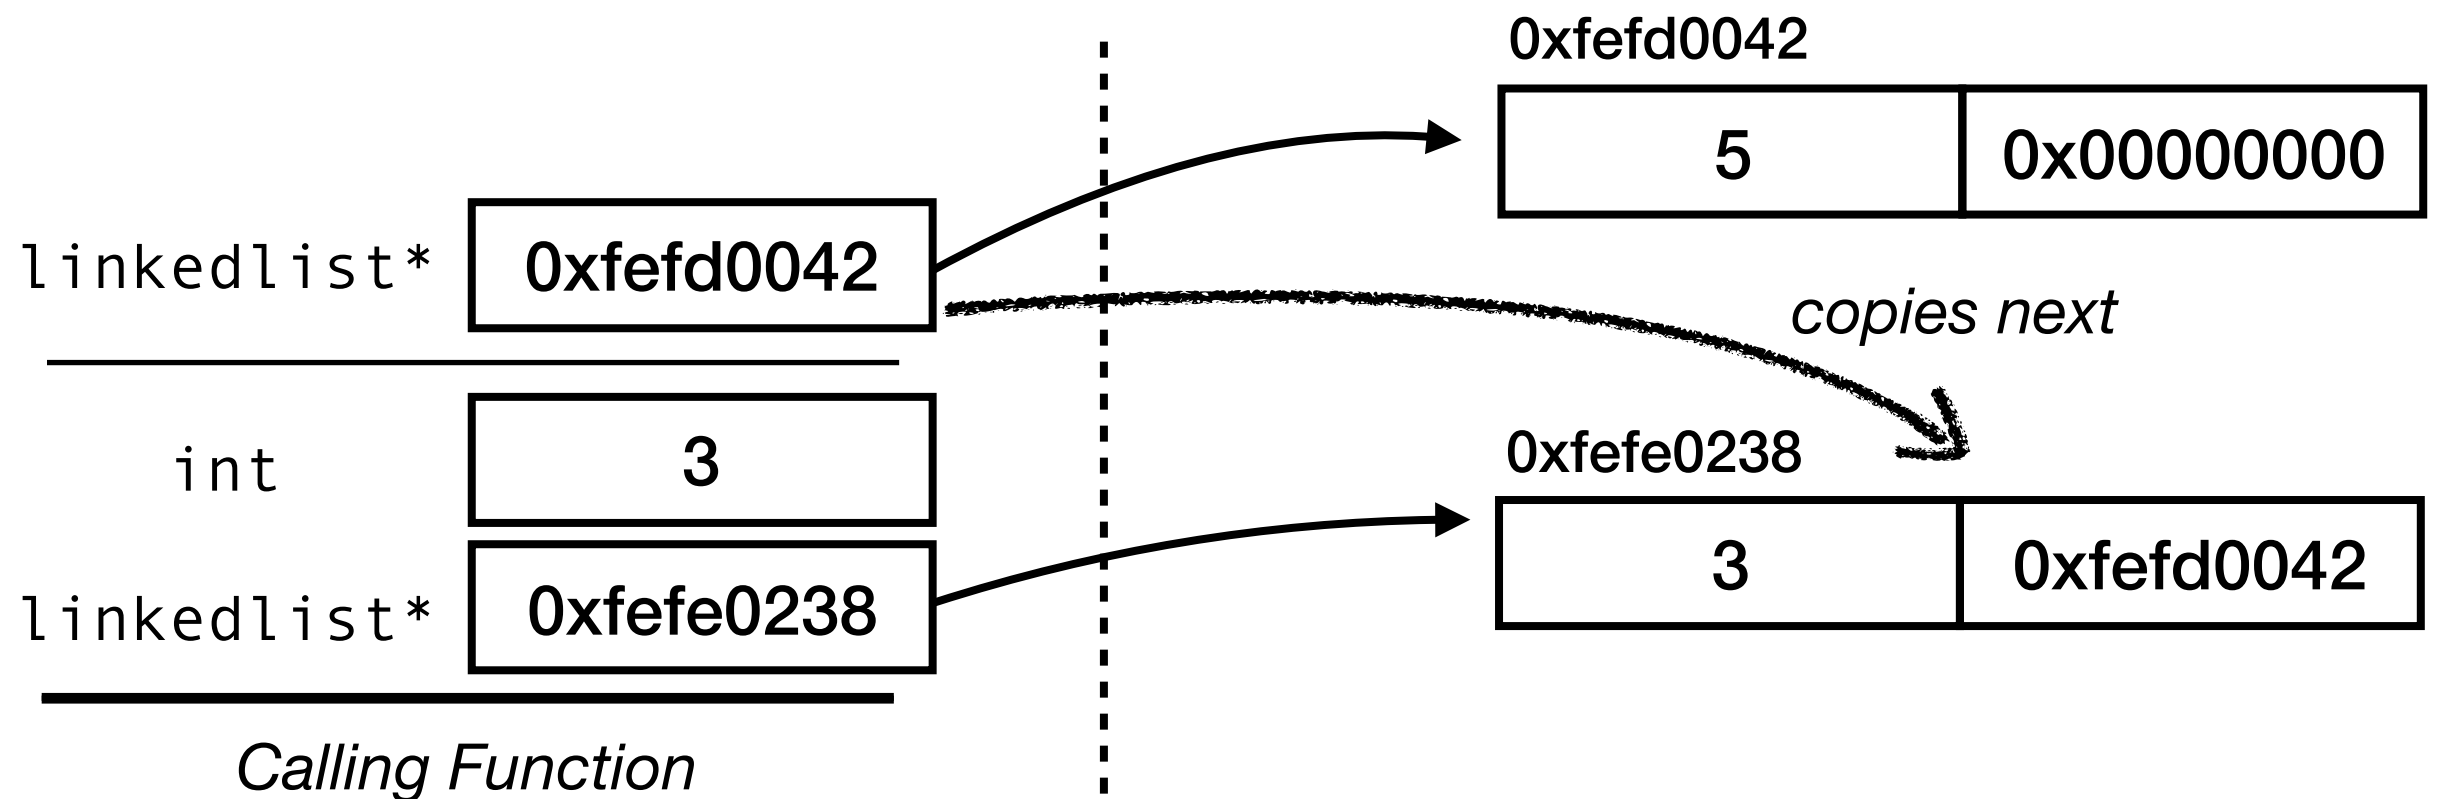 0xfefd0042
5 0x00000000
linkedlist* 0xfefd0042
copies next
int 3
0xfefe0238
3 0xfefd0042
linkedlist* 0xfefe0238
Calling Function